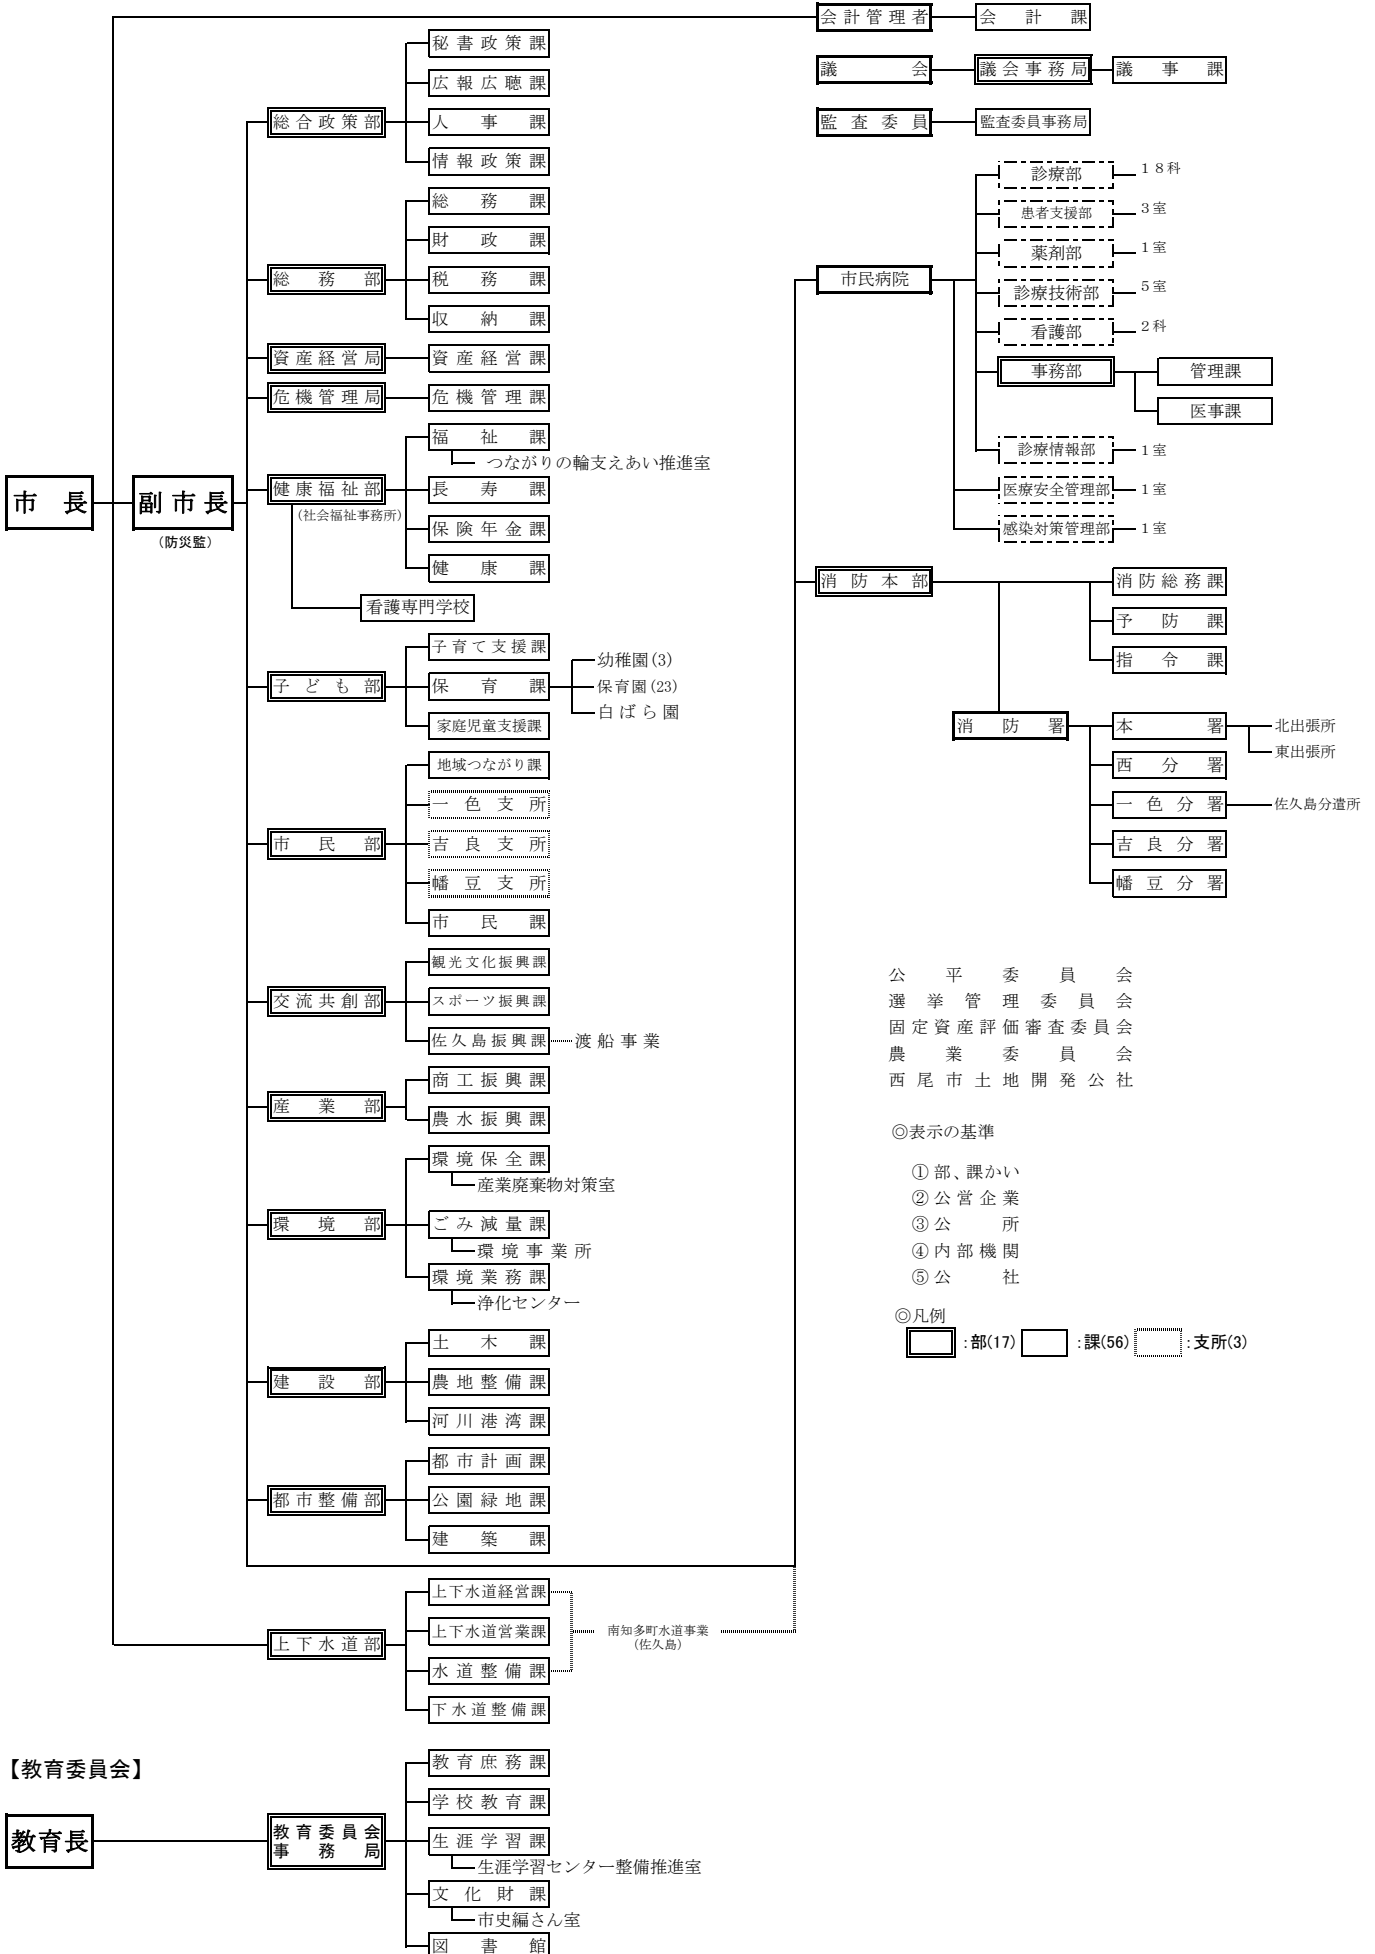 会計管理者
会計課
議会
議会事務局
議事課
監査委員
監査委員事務局
市長
副市長
(防災監)
総合政策部
秘書政策課
広報広聴課
人事課
情報政策課
総務部
総務課
財政課
税務課
収納課
資産経営局
資産経営課
危機管理局
危機管理課
健康福祉部
(社会福祉事務所)
福祉課
つながりの輪支えあい推進室
長寿課
保険年金課
健康課
看護専門学校
子ども部
子育て支援課
保育課
幼稚園(3)
保育園(23)
白ばら園
家庭児童支援課
市民部
地域つながり課
一色支所
吉良支所
幡豆支所
市民課
交流共創部
観光文化振興課
スポーツ振興課
佐久島振興課
渡船事業
産業部
商工振興課
農水振興課
環境部
環境保全課
産業廃棄物対策室
ごみ減量課
環境事業所
環境業務課
浄化センター
建設部
土木課
農地整備課
河川港湾課
都市整備部
都市計画課
公園緑地課
建築課
上下水道部
上下水道経営課
上下水道営業課
水道整備課
下水道整備課
南知多町水道事業
(佐久島)
市民病院
診療部
18科
患者支援部
3室
薬剤部
1室
診療技術部
5室
看護部
2科
事務部
管理課
医事課
診療情報部
1室
医療安全管理部
1室
感染対策管理部
1室
消防本部
消防総務課
予防課
指令課
消防署
本署
北出張所
東出張所
西分署
一色分署
佐久島分遣所
吉良分署
幡豆分署
公平委員会
選挙管理委員会
固定資産評価審査委員会
農業委員会
西尾市土地開発公社
◎表示の基準
①部、課かい
②公営企業
③公所
④内部機関
⑤公社
◎凡例
:部(17)
:課(56)
:支所(3)
【教育委員会】
教育長
教育委員会
事務局
教育庶務課
学校教育課
生涯学習課
生涯学習センター整備推進室
文化財課
市史編さん室
図書館